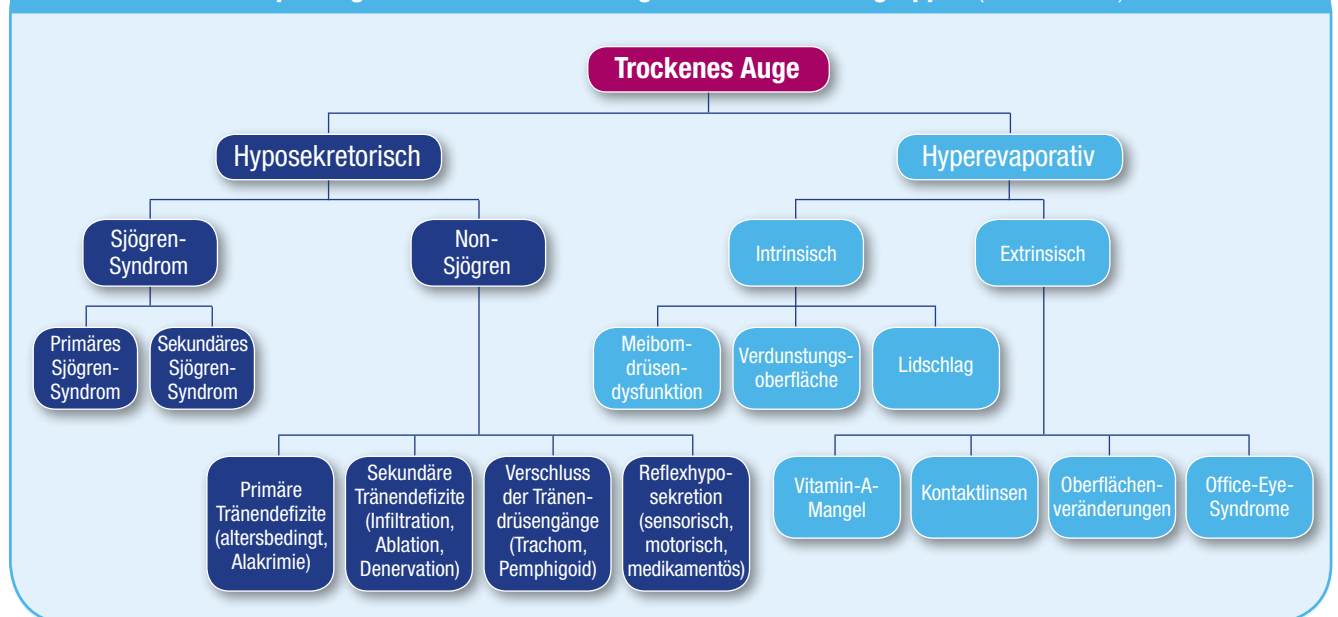 Trockenes Auge
Hyposekretorisch
Hyperevaporativ
Sjögren-
Syndrom
Non-
Sjögren
Intrinsisch
Extrinsisch
Primäres
Sjögren-
Syndrom
Sekundäres
Sjögren-
Syndrom
Meibom-
drüsen-
dysfunktion
Verdunstungs-
oberfläche
Lidschlag
Primäre
Tränendefizite
(altersbedingt,
Alakrimie)
Sekundäre
Tränendefizite
(Infiltration,
Ablation,
Denervation)
Verschluss
der Tränen-
drüsengänge
(Trachom,
Pemphigoid)
Reflexhypo-
sekretion
(sensorisch,
motorisch,
medikamentös)
Vitamin-A-
Mangel
Kontaktlinsen
Oberflächen-
veränderungen
Office-Eye-
Syndrome